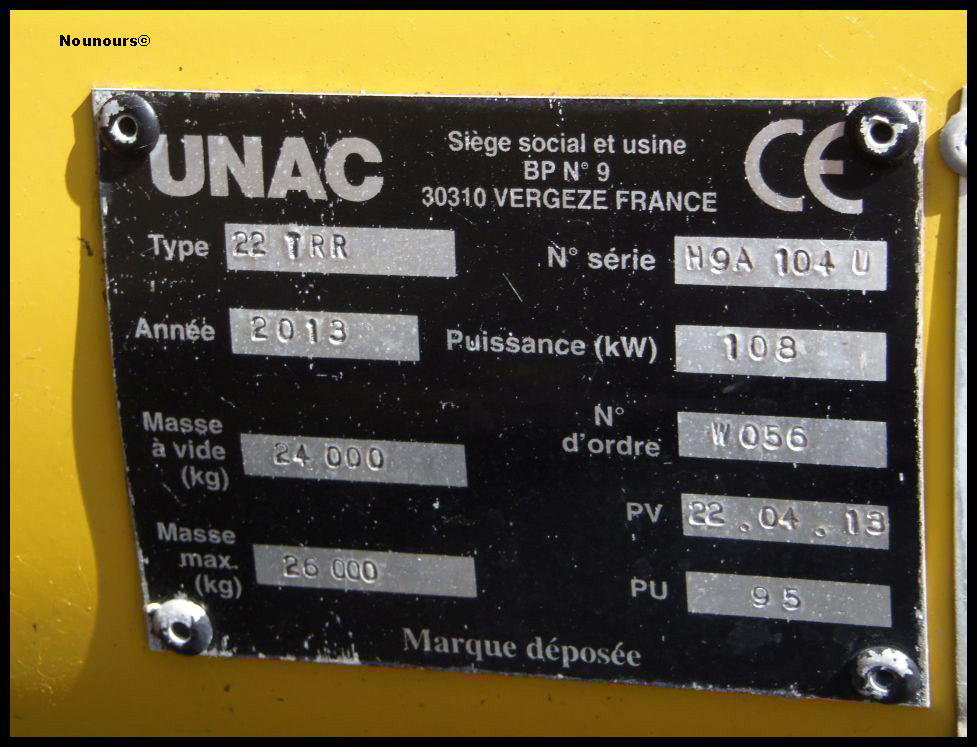 Nounours©
UNAC
Siège social et usine
BP N° 9
30310 VERGEZE FRANCE
CE
Type 22 TRR
N° série H9A 104 U
Année 2013
Puissance (kW) 108
Masse
à vide
(kg) 24 000
N°
d'ordre W056
Masse
max.
(kg) 26 000
PV 22.04.13
PU 95
Marque déposée